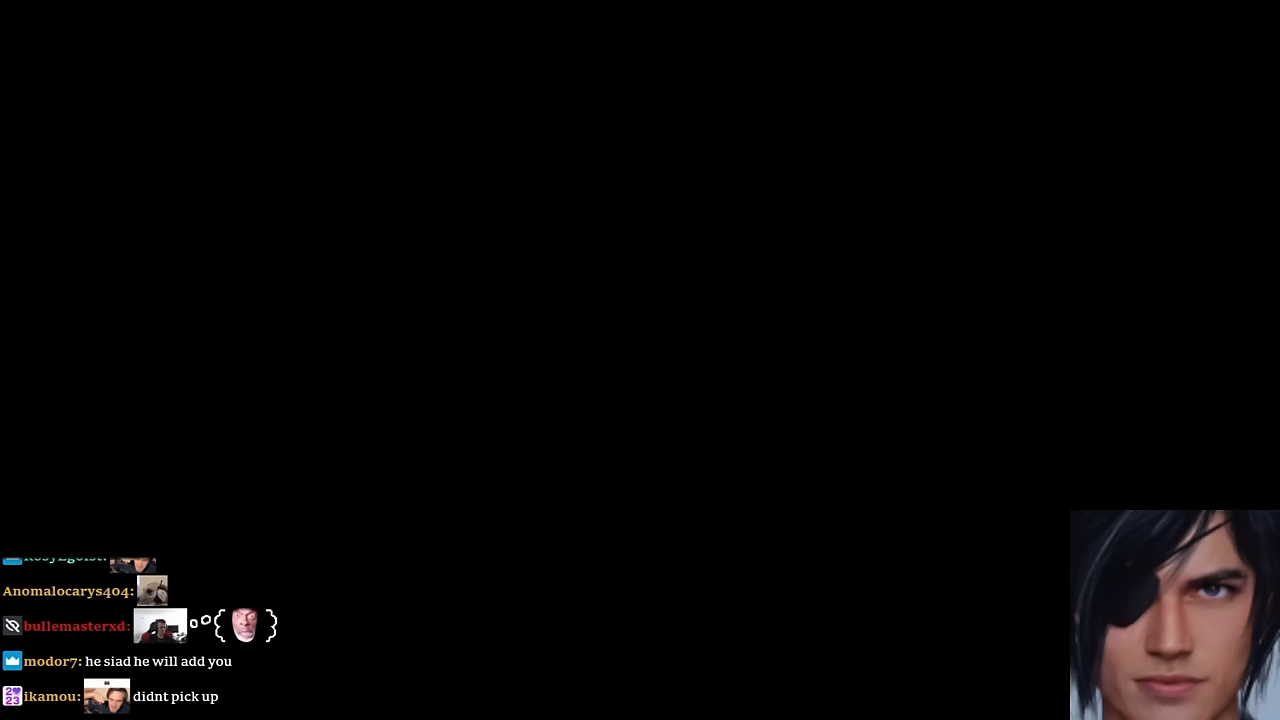 Anomalocarys404:
bullemasterxd:
modor7: he siad he will add you
ikamou: didnt pick up